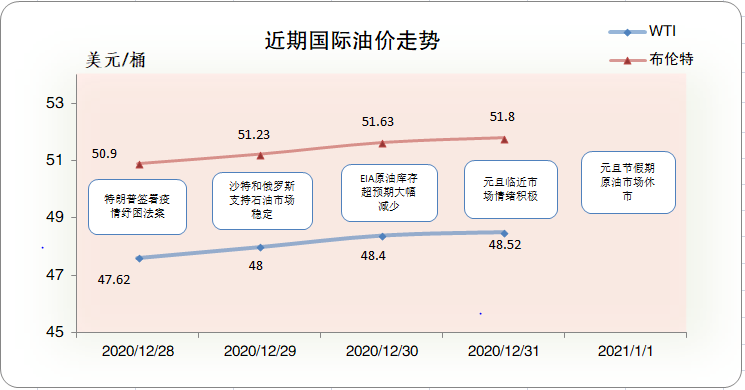 近期国际油价走势
WTI
布伦特
美元/桶
53
51
49
47
45
50.9
51.23
51.63
51.8
特朗普签署疫
情纾困法案
沙特和俄罗斯
支持石油市场
稳定
EIA原油库存
超预期大幅
减少
元旦临近市
场情绪积极
元旦节假期
原油市场休
市
47.62
48
48.4
48.52
2020/12/28
2020/12/29
2020/12/30
2020/12/31
2021/1/1